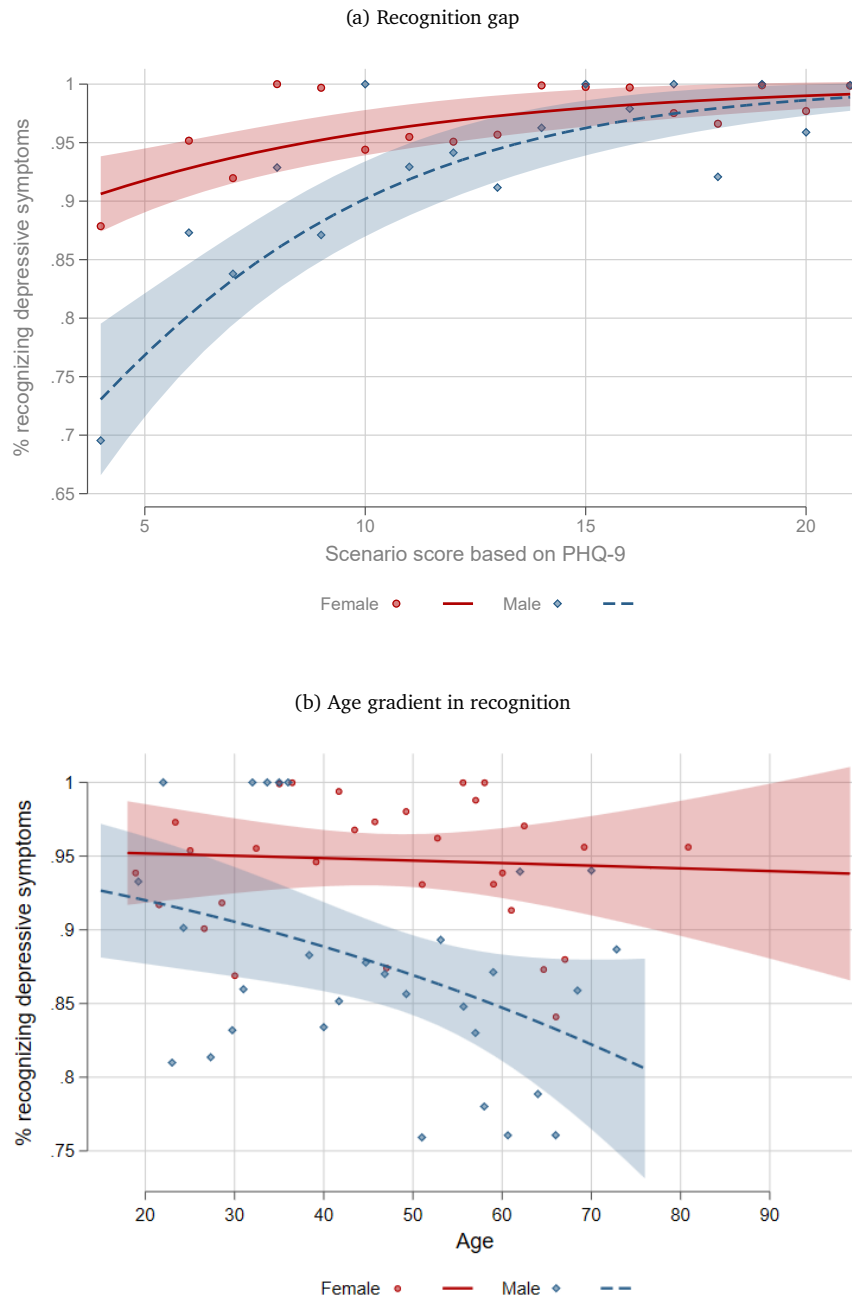 (a) Recognition gap
% recognizing depressive symptoms
1
.95
.9
.85
.8
.75
.7
.65
5 10 15 20
Scenario score based on PHQ-9
Female Male
(b) Age gradient in recognition
% recognizing depressive symptoms
1
.95
.9
.85
.8
.75
20 30 40 50 60 70 80 90
Age
Female Male